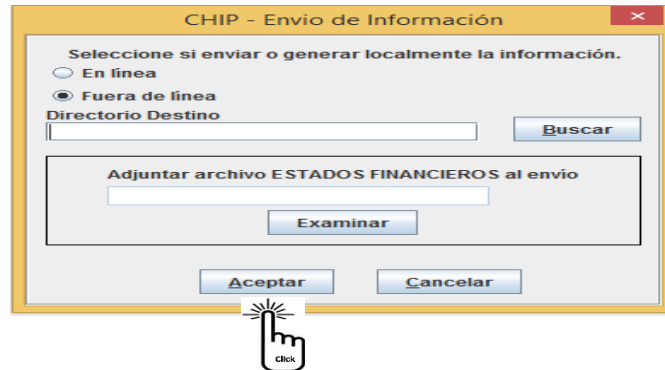 CHIP - Envio de Información
×
Seleccione si enviar o generar localmente la información.
En línea
Fuera de línea
Directorio Destino
Buscar
Adjuntar archivo ESTADOS FINANCIEROS al envío
Examinar
Aceptar Cancelar
Click